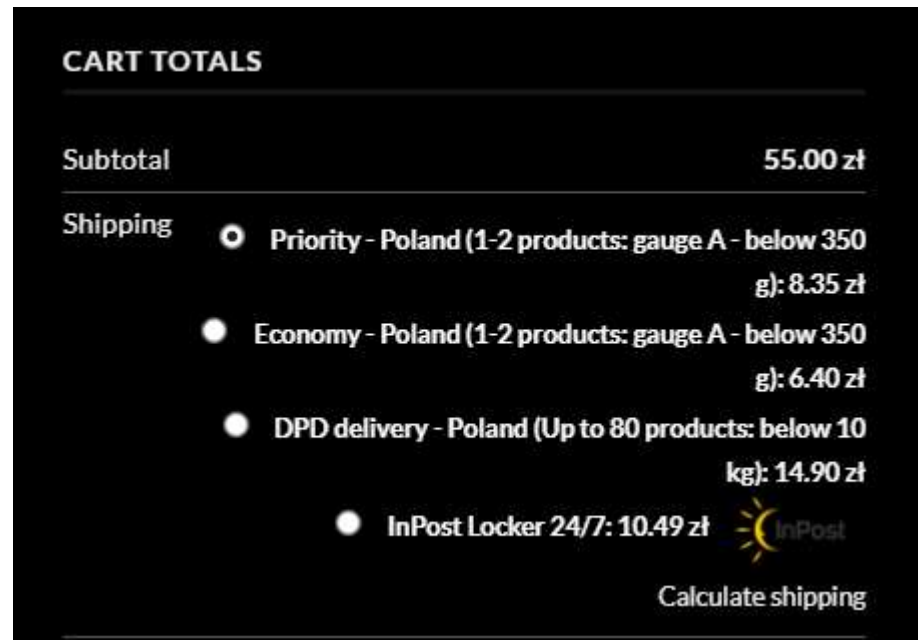 CART TOTALS
Subtotal 55.00 zł
Shipping Priority - Poland (1-2 products: gauge A - below 350
g): 8.35 zł
Economy - Poland (1-2 products: gauge A - below 350
g): 6.40 zł
DPD delivery - Poland (Up to 80 products: below 10
kg): 14.90 zł
InPost Locker 24/7: 10.49 zł InPost
Calculate shipping